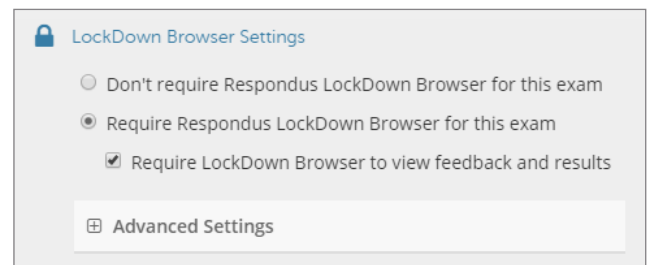 LockDown Browser Settings
Don't require Respondus LockDown Browser for this exam
Require Respondus LockDown Browser for this exam
Require LockDown Browser to view feedback and results
Advanced Settings